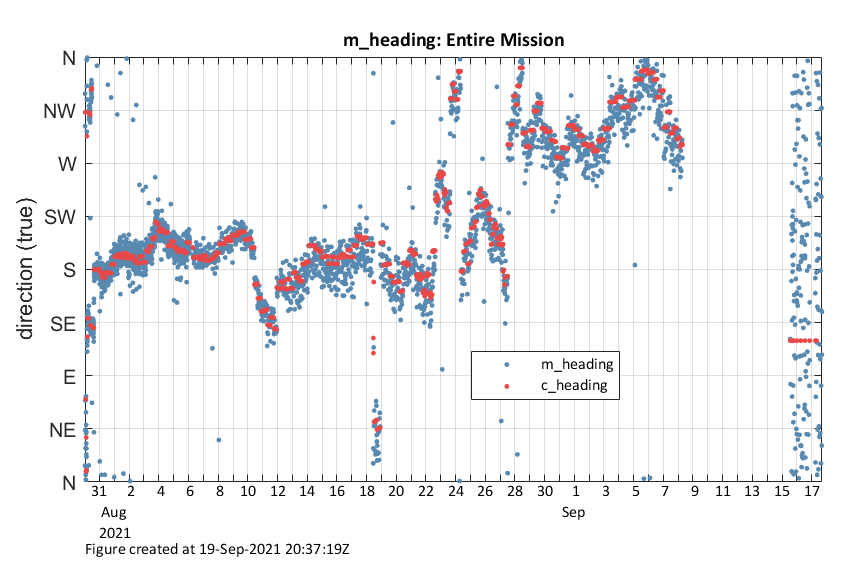 m_heading: Entire Mission
direction (true)
N
NW
W
SW
S
SE
E
NE
N
m_heading
c_heading
31 2 4 6 8 10 12 14 16 18 20 22 24 26 28 30 1 3 5 7 9 11 13 15 17
Aug Sep
2021
Figure created at 19-Sep-2021 20:37:19Z